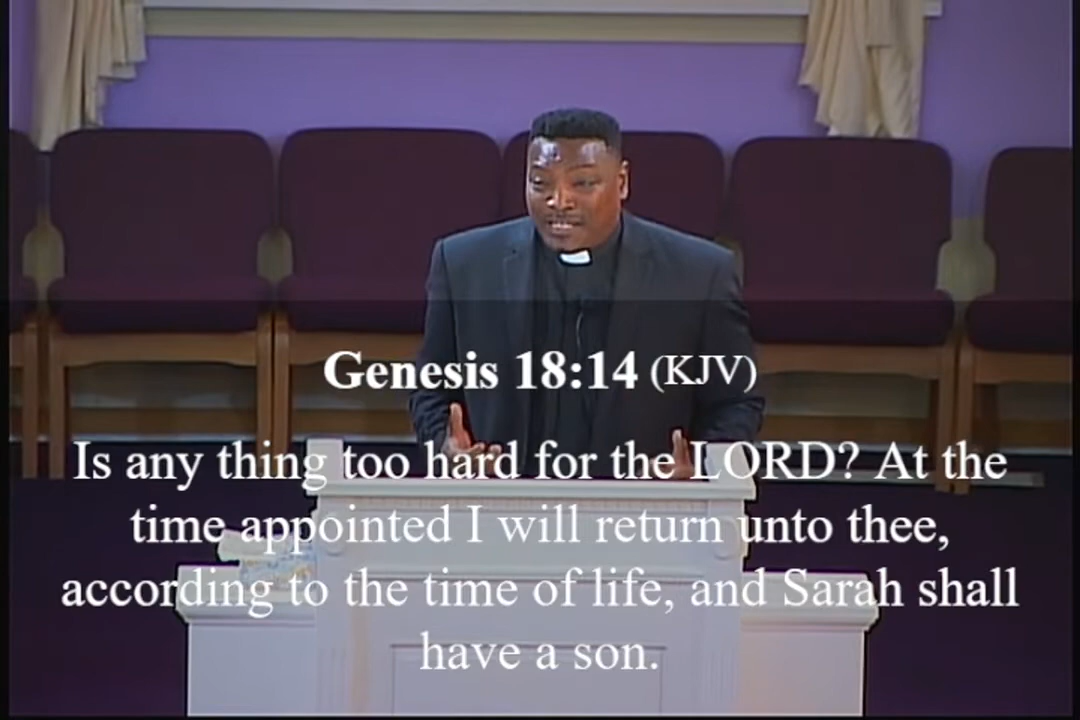 Genesis 18:14 (KJV)
Is any thing too hard for the LORD? At the
time appointed I will return unto thee,
according to the time of life, and Sarah shall
have a son.